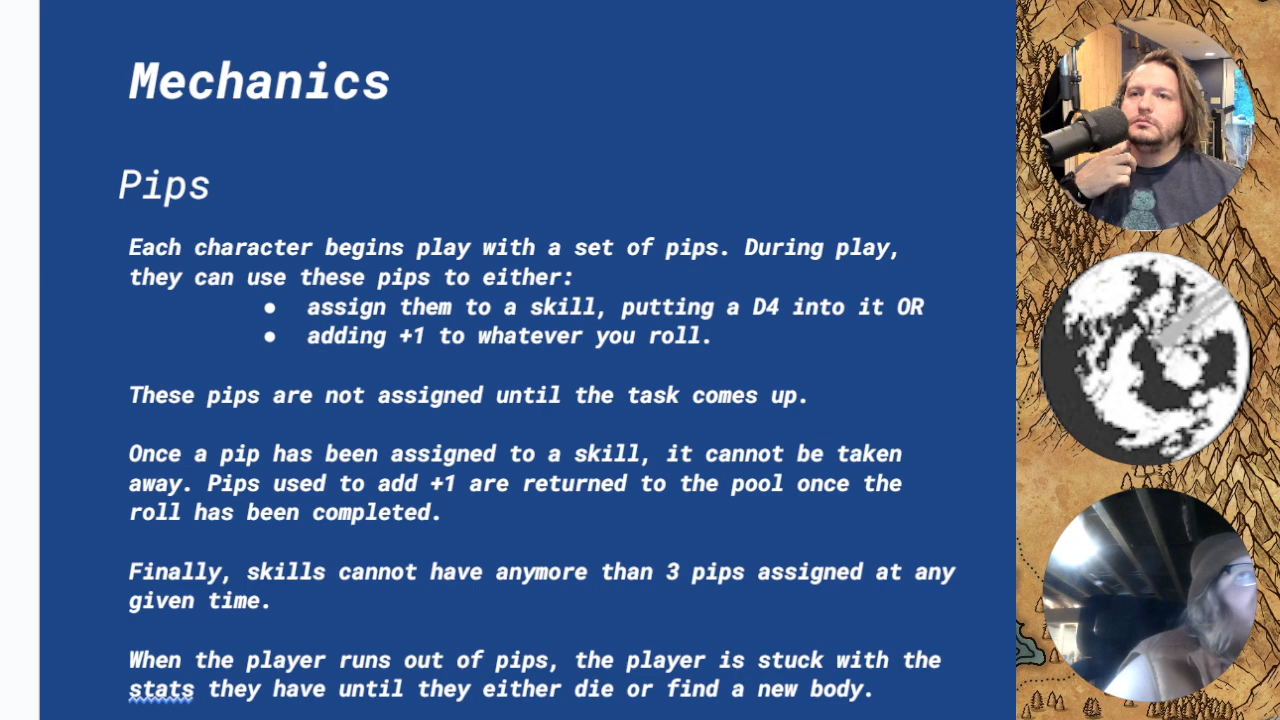 Mechanics
Pips
Each character begins play with a set of pips. During play,
they can use these pips to either:
● assign them to a skill, putting a D4 into it OR
● adding +1 to whatever you roll.
These pips are not assigned until the task comes up.
Once a pip has been assigned to a skill, it cannot be taken
away. Pips used to add +1 are returned to the pool once the
roll has been completed.
Finally, skills cannot have anymore than 3 pips assigned at any
given time.
When the player runs out of pips, the player is stuck with the
stats they have until they either die or find a new body.